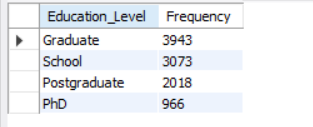 Education_Level Frequency
Graduate 3943
School 3073
Postgraduate 2018
PhD 966